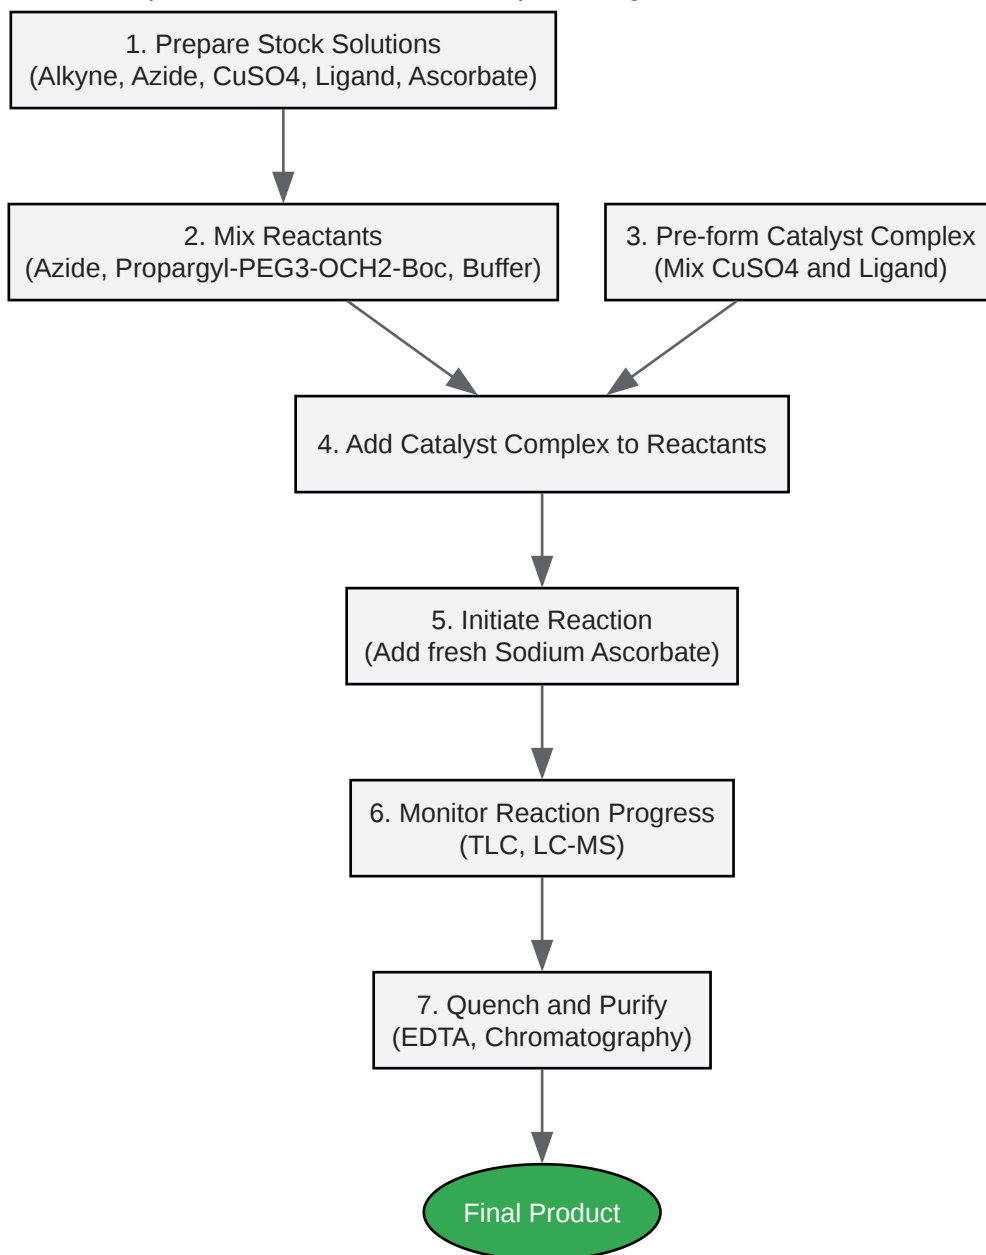 1. Prepare Stock Solutions
(Alkyne, Azide, CuSO4, Ligand, Ascorbate)
2. Mix Reactants
(Azide, Propargyl-PEG3-OCH2-Boc, Buffer)
3. Pre-form Catalyst Complex
(Mix CuSO4 and Ligand)
4. Add Catalyst Complex to Reactants
5. Initiate Reaction
(Add fresh Sodium Ascorbate)
6. Monitor Reaction Progress
(TLC, LC-MS)
7. Quench and Purify
(EDTA, Chromatography)
Final Product